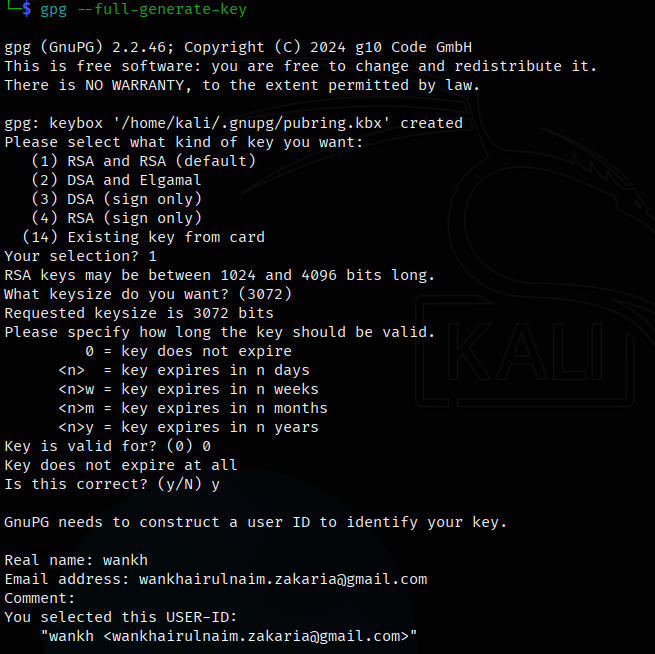 └─$ gpg --full-generate-key
gpg (GnuPG) 2.2.46; Copyright (C) 2024 g10 Code GmbH
This is free software: you are free to change and redistribute it.
There is NO WARRANTY, to the extent permitted by law.
gpg: keybox '/home/kali/.gnupg/pubring.kbx' created
Please select what kind of key you want:
   (1) RSA and RSA (default)
   (2) DSA and Elgamal
   (3) DSA (sign only)
   (4) RSA (sign only)
  (14) Existing key from card
Your selection? 1
RSA keys may be between 1024 and 4096 bits long.
What keysize do you want? (3072)
Requested keysize is 3072 bits
Please specify how long the key should be valid.
         0 = key does not expire
      <n>  = key expires in n days
      <n>w = key expires in n weeks
      <n>m = key expires in n months
      <n>y = key expires in n years
Key is valid for? (0) 0
Key does not expire at all
Is this correct? (y/N) y
GnuPG needs to construct a user ID to identify your key.
Real name: wankh
Email address: wankhairulnaim.zakaria@gmail.com
Comment:
You selected this USER-ID:
    "wankh <wankhairulnaim.zakaria@gmail.com>"
KALI